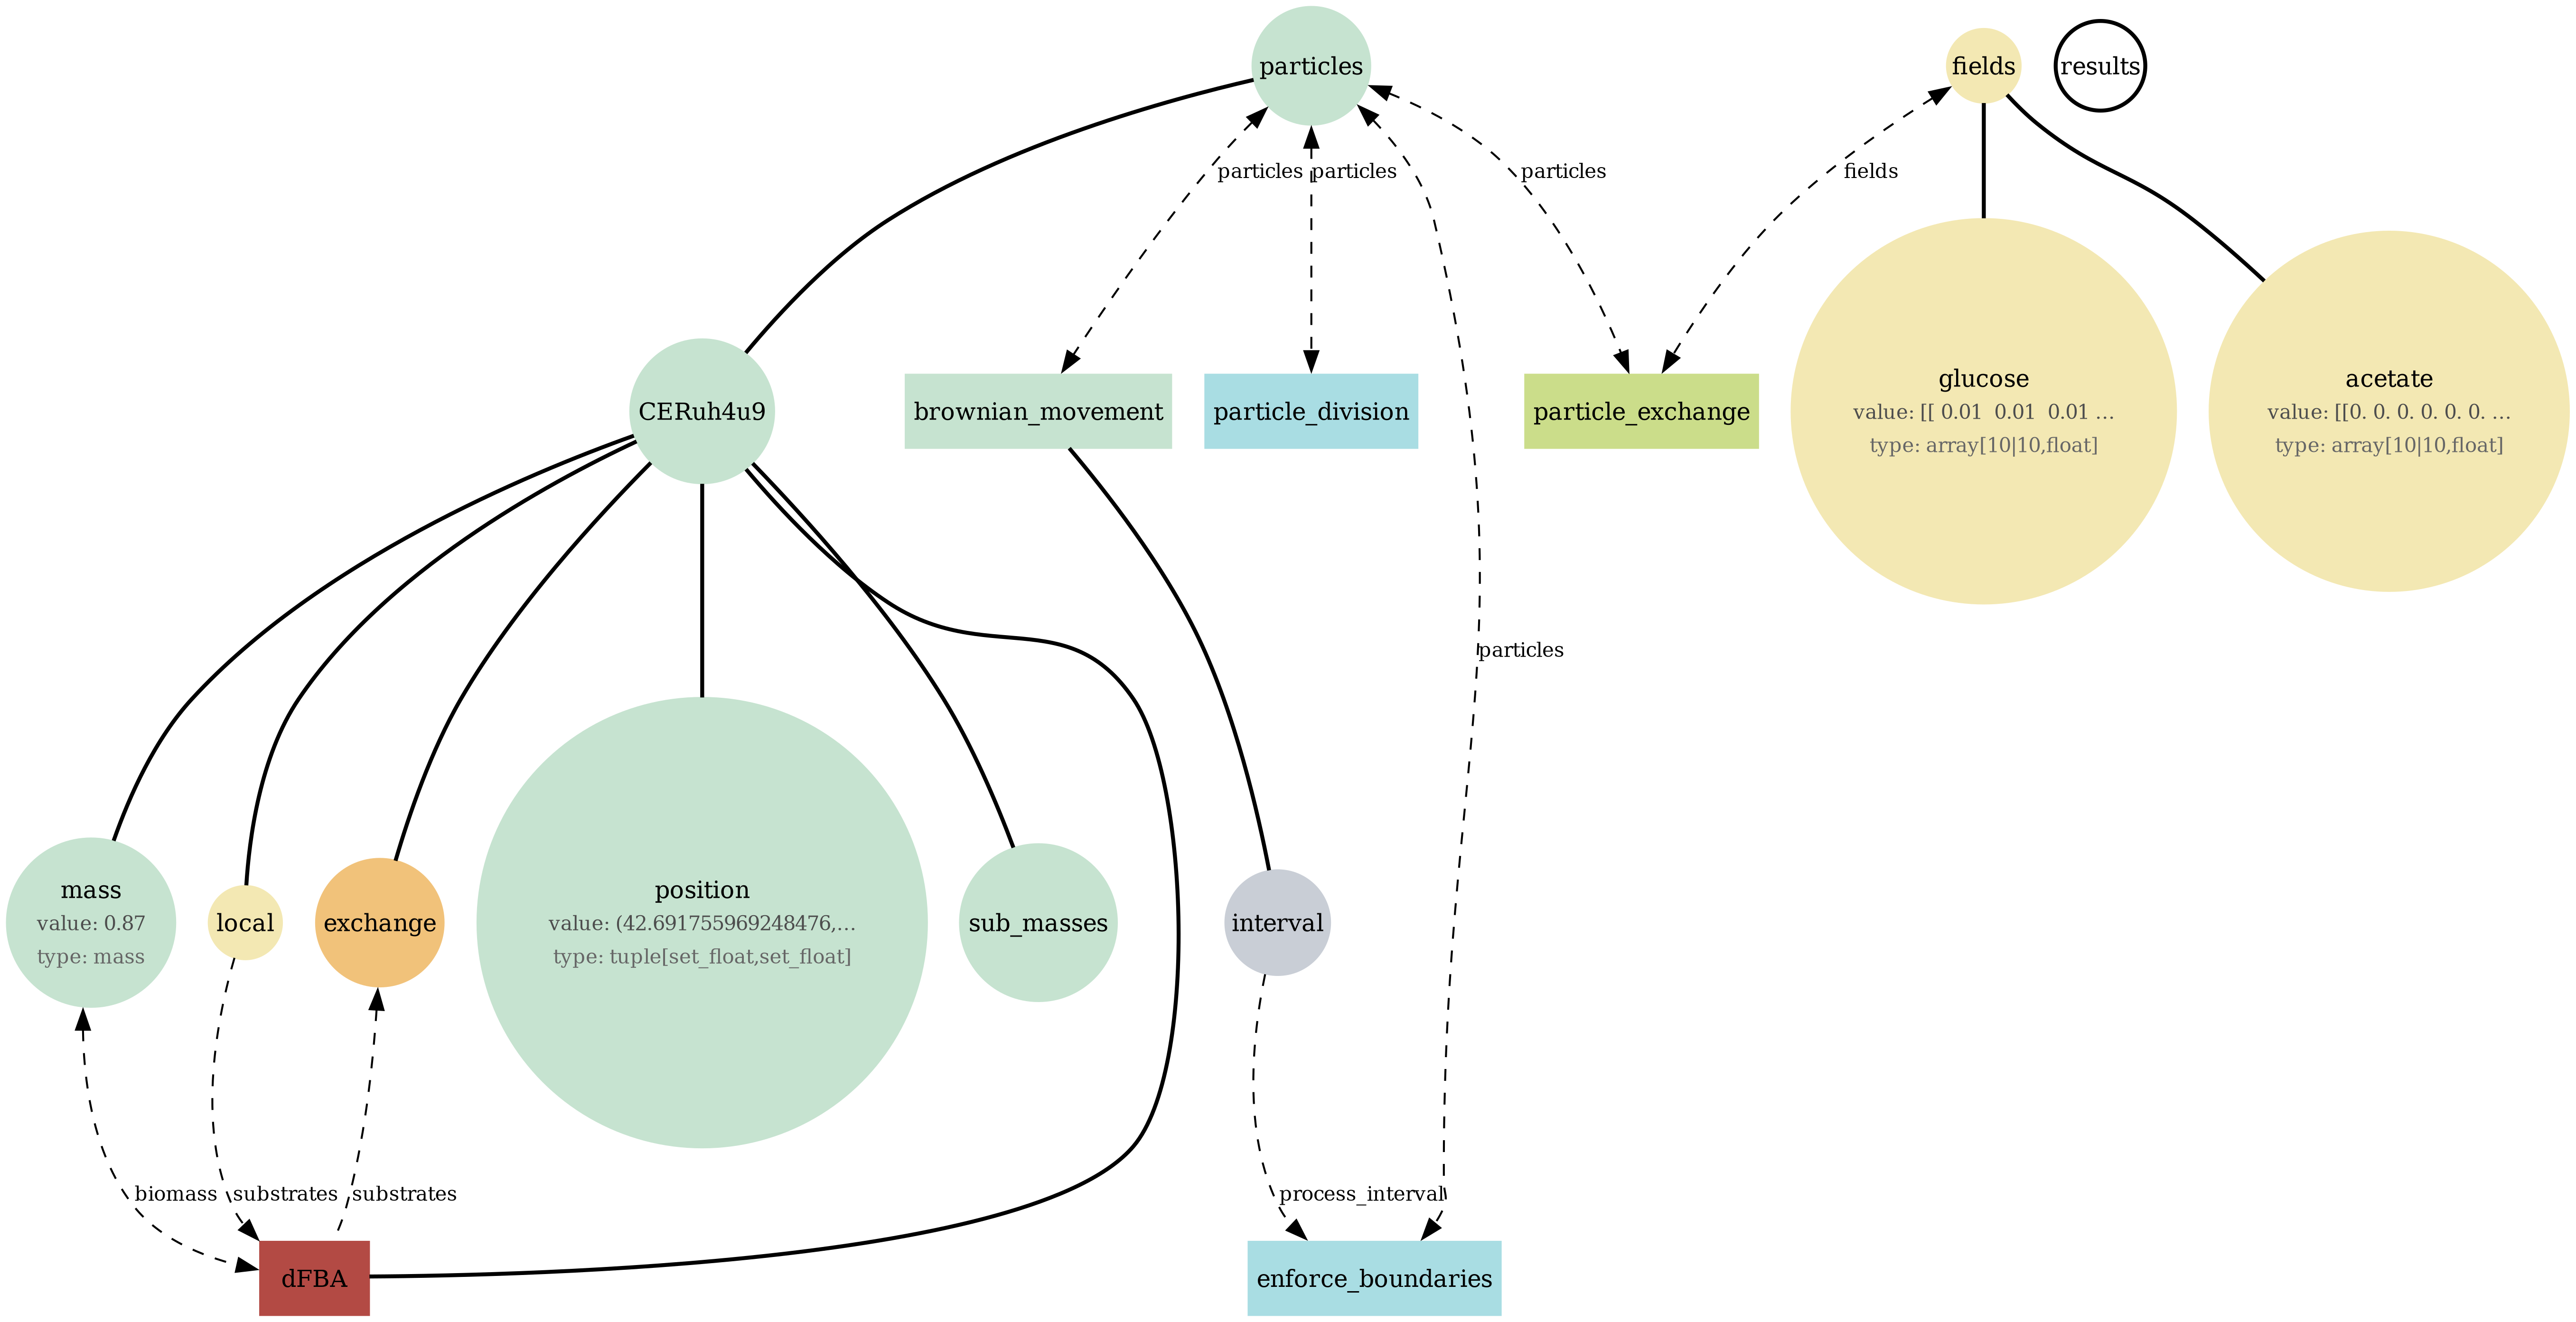 particles
fields
results
particles
particles
particles
fields
CERuh4u9
brownian_movement
particle_division
particle_exchange
glucose
value: [[ 0.01  0.01  0.01 ...
type: array[10|10,float]
acetate
value: [[0. 0. 0. 0. 0. 0. ...
type: array[10|10,float]
particles
mass
value: 0.87
type: mass
local
exchange
position
value: (42.691755969248476,...
type: tuple[set_float,set_float]
sub_masses
interval
biomass
substrates
substrates
process_interval
dFBA
enforce_boundaries